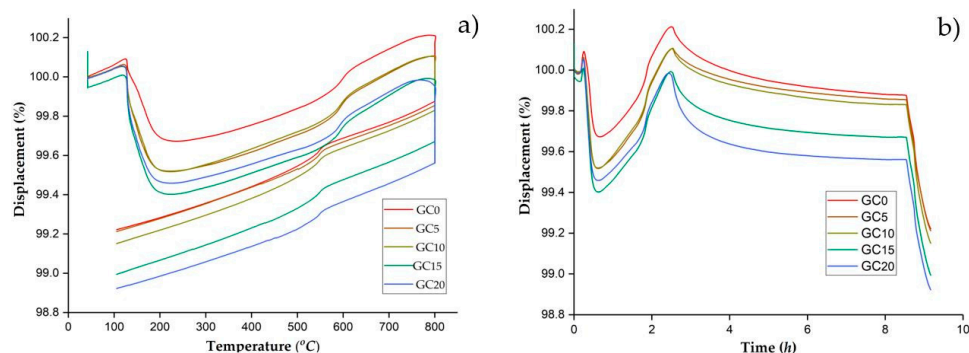 a)
100.2
100.0
99.8
99.6
99.4
99.2
99.0
98.8
Displacement (%)
0 100 200 300 400 500 600 700 800
Temperature (°C)
GC0
GC5
GC10
GC15
GC20
b)
100.2
100.0
99.8
99.6
99.4
99.2
99.0
98.8
Displacement (%)
0 2 4 6 8 10
Time (h)
GC0
GC5
GC10
GC15
GC20